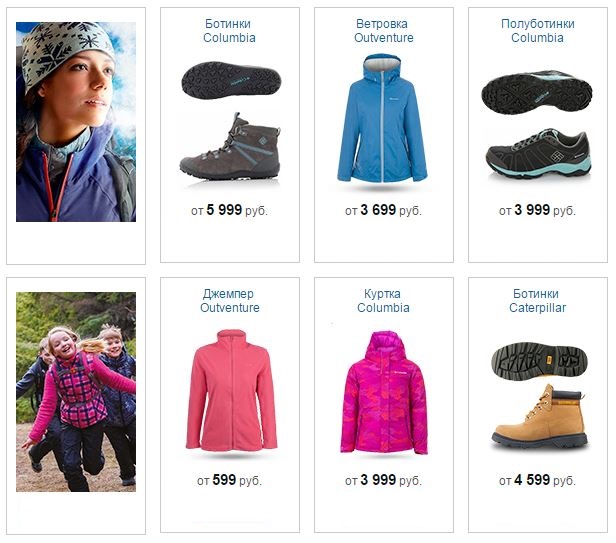 Ботинки
Columbia
от 5 999 руб.
Ветровка
Outventure
от 3 699 руб.
Полуботинки
Columbia
от 3 999 руб.
Джемпер
Outventure
от 599 руб.
Куртка
Columbia
от 3 999 руб.
Ботинки
Caterpillar
от 4 599 руб.